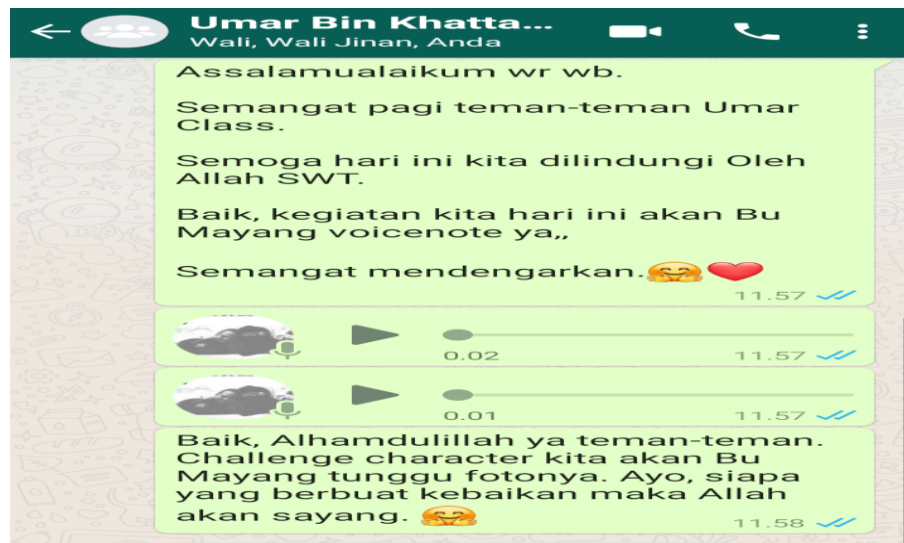 Umar Bin Khatta...
Wali, Wali Jinan, Anda
Assalamualaikum wr wb.
Semangat pagi teman-teman Umar
Class.
Semoga hari ini kita dilindungi Oleh
Allah SWT.
Baik, kegiatan kita hari ini akan Bu
Mayang voicenote ya,,
Semangat mendengarkan.🤗❤️
11.57
0.02
11.57
0.01
11.57
Baik, Alhamdulillah ya teman-teman.
Challenge character kita akan Bu
Mayang tunggu fotonya. Ayo, siapa
yang berbuat kebaikan maka Allah
akan sayang. 🤗
11.58